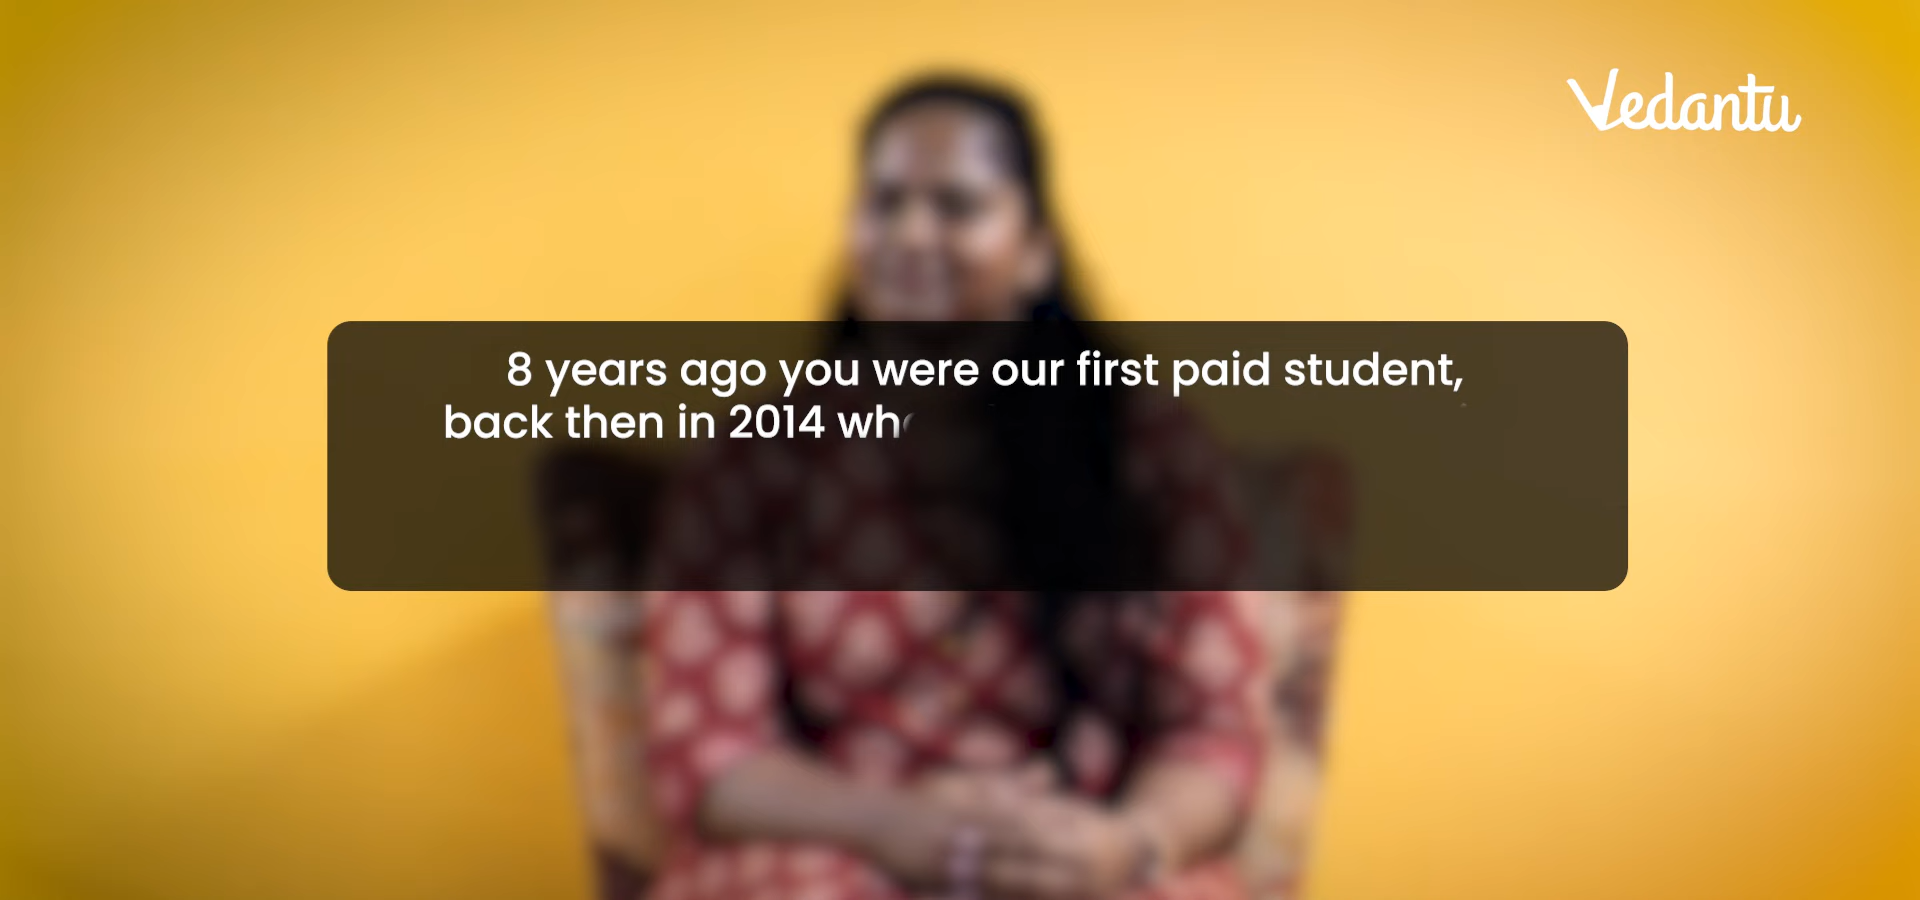 Vedantu
8 years ago you were our first paid student,
back then in 2014